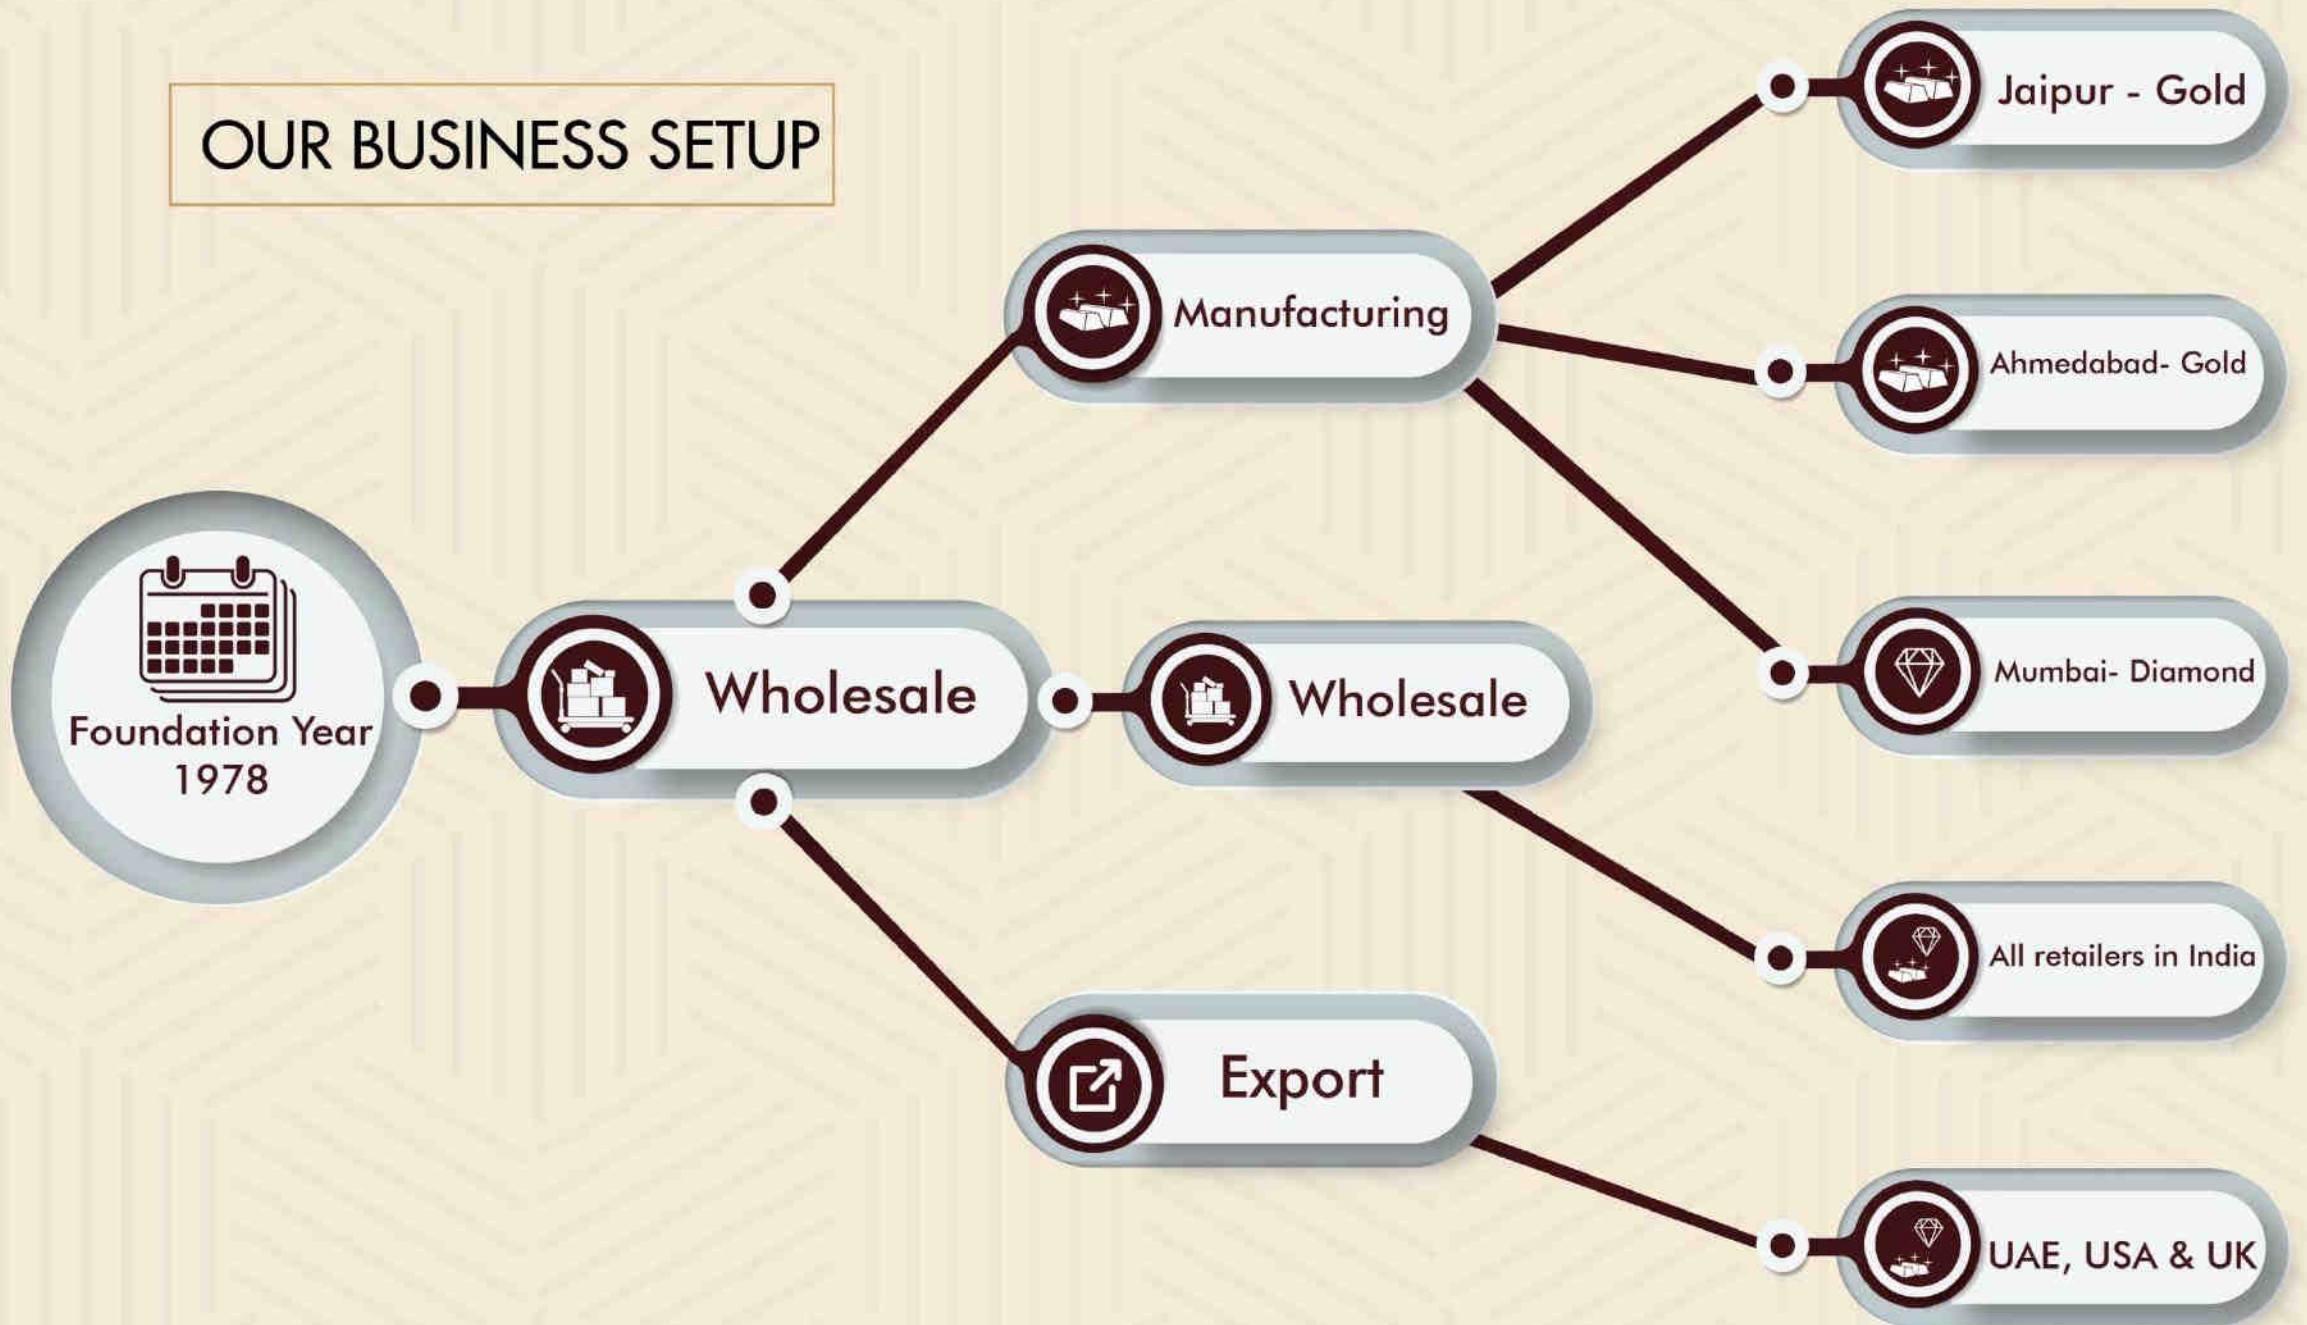 OUR BUSINESS SETUP
Foundation Year
1978
Wholesale
Manufacturing
Wholesale
Export
Jaipur - Gold
Ahmedabad- Gold
Mumbai- Diamond
All retailers in India
UAE, USA & UK